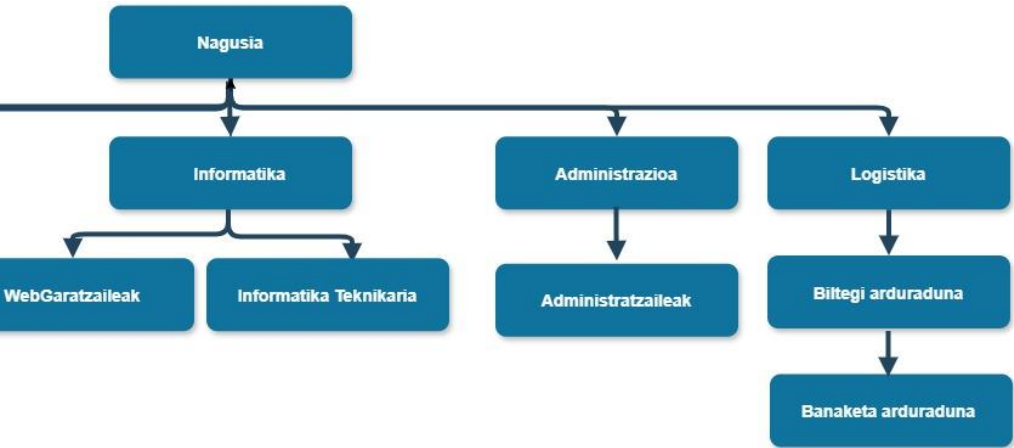 Nagusia
Informatika
Administrazioa
Logistika
WebGaratzaileak
Informatika Teknikaria
Administratzaileak
Biltegi arduraduna
Banaketa arduraduna